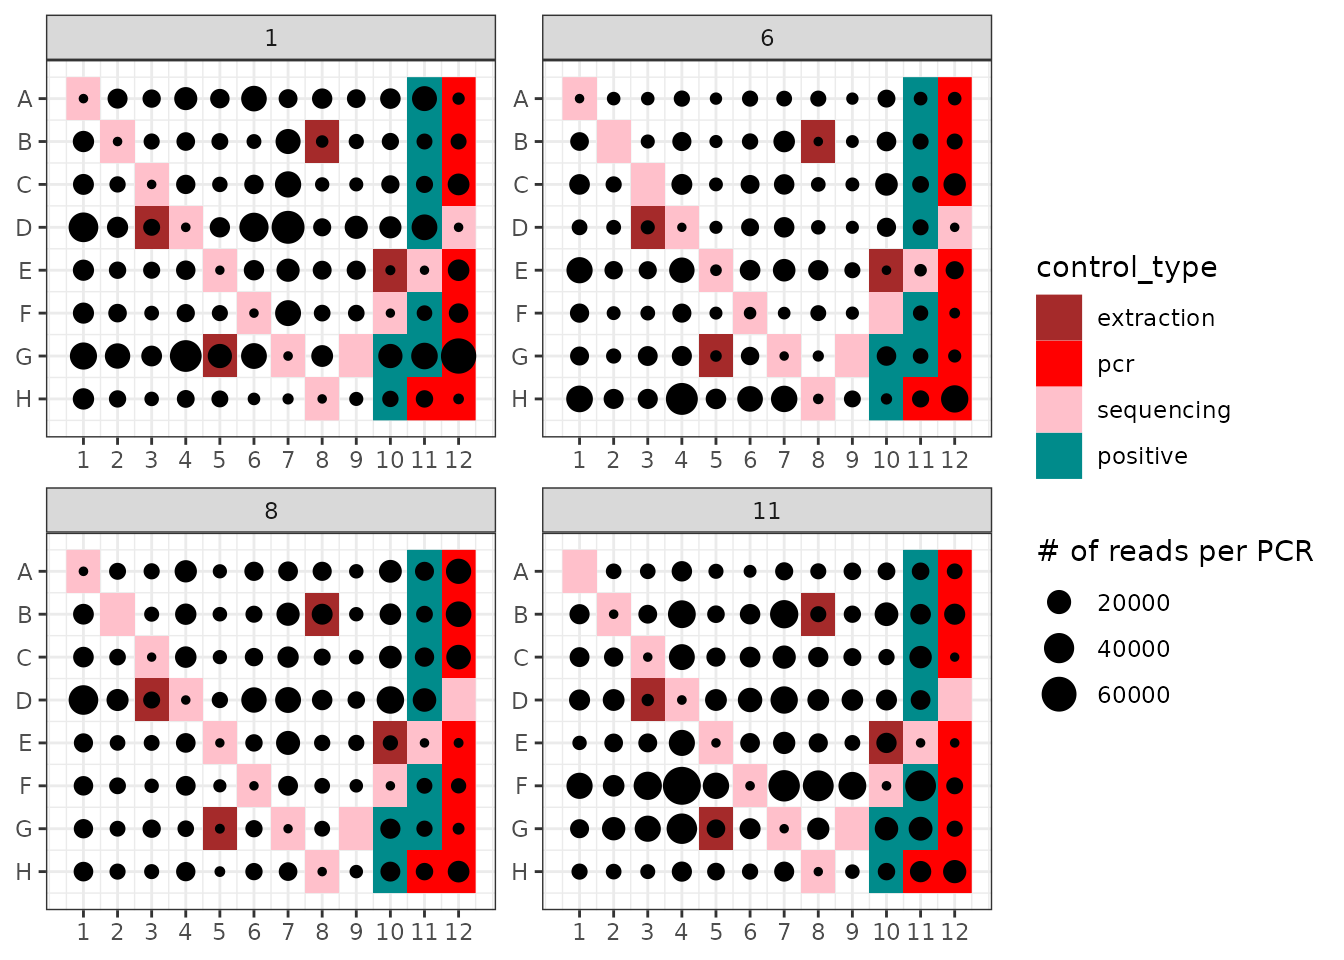 1
6
A
B
C
D
E
F
G
H
A
B
C
D
E
F
G
H
1 2 3 4 5 6 7 8 9 10 11 12
1 2 3 4 5 6 7 8 9 10 11 12
8
11
A
B
C
D
E
F
G
H
A
B
C
D
E
F
G
H
1 2 3 4 5 6 7 8 9 10 11 12
1 2 3 4 5 6 7 8 9 10 11 12
control_type
extraction
pcr
sequencing
positive
# of reads per PCR
20000
40000
60000